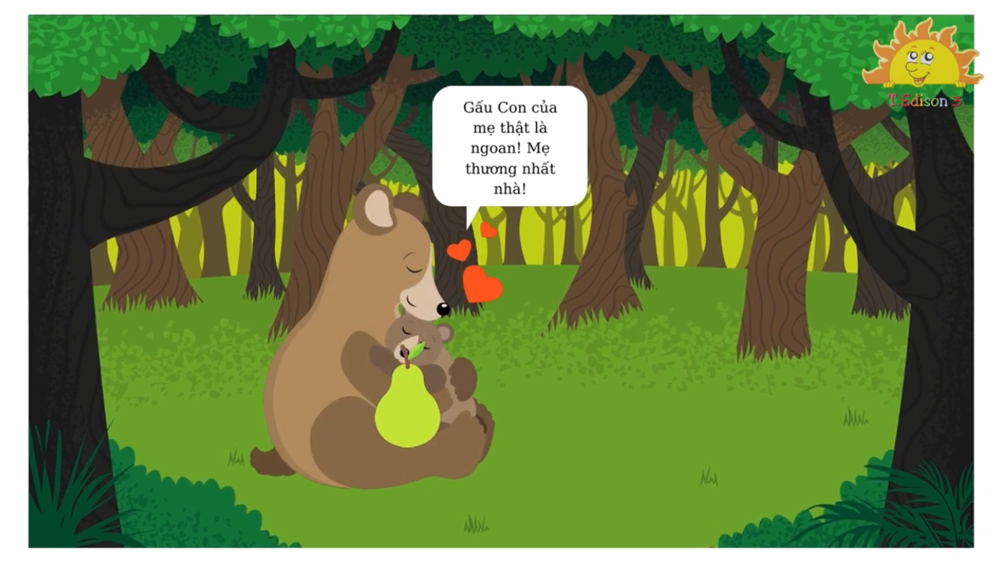 Gấu Con của
mẹ thật là
ngoan! Mẹ
thương nhất
nhà!
T.Edison 3